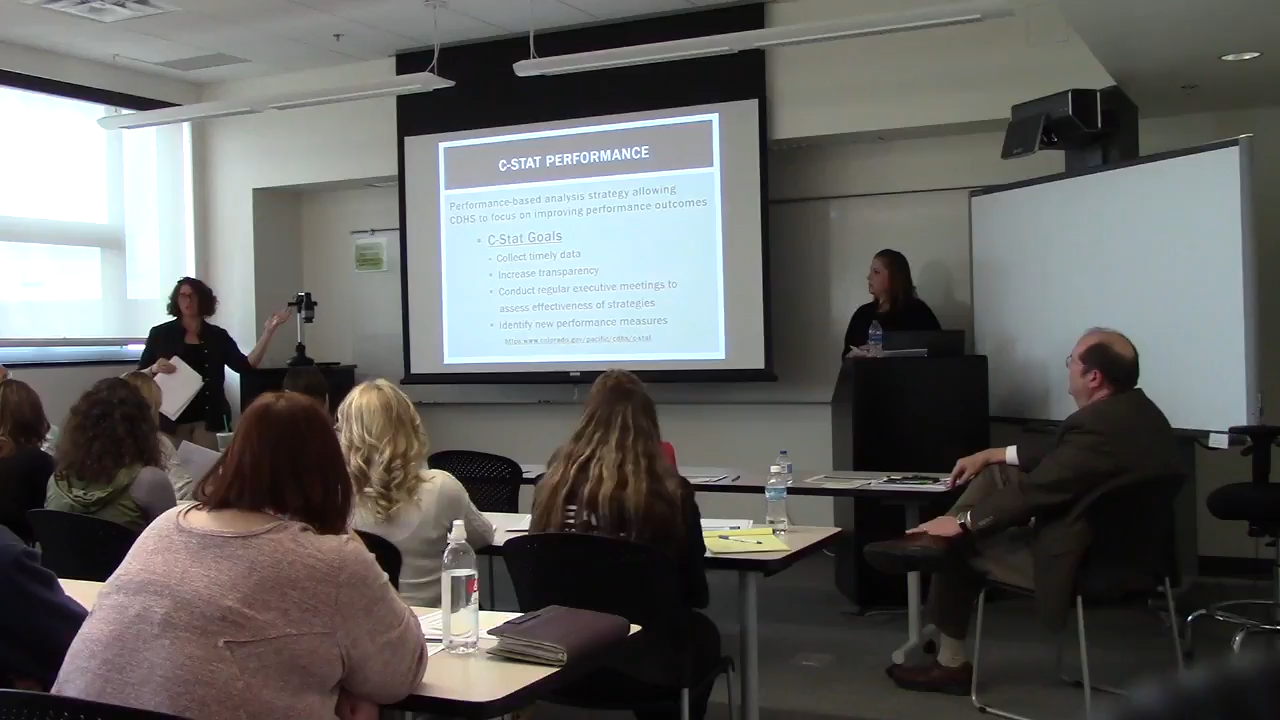 C-STAT PERFORMANCE
Performance-based analysis strategy allowing
CDHS to focus on improving performance outcomes
• C-Stat Goals
• Collect timely data
• Increase transparency
• Conduct regular executive meetings to
assess effectiveness of strategies
• Identify new performance measures
https:www.colorado.gov/pacific/cdhs/c-stat